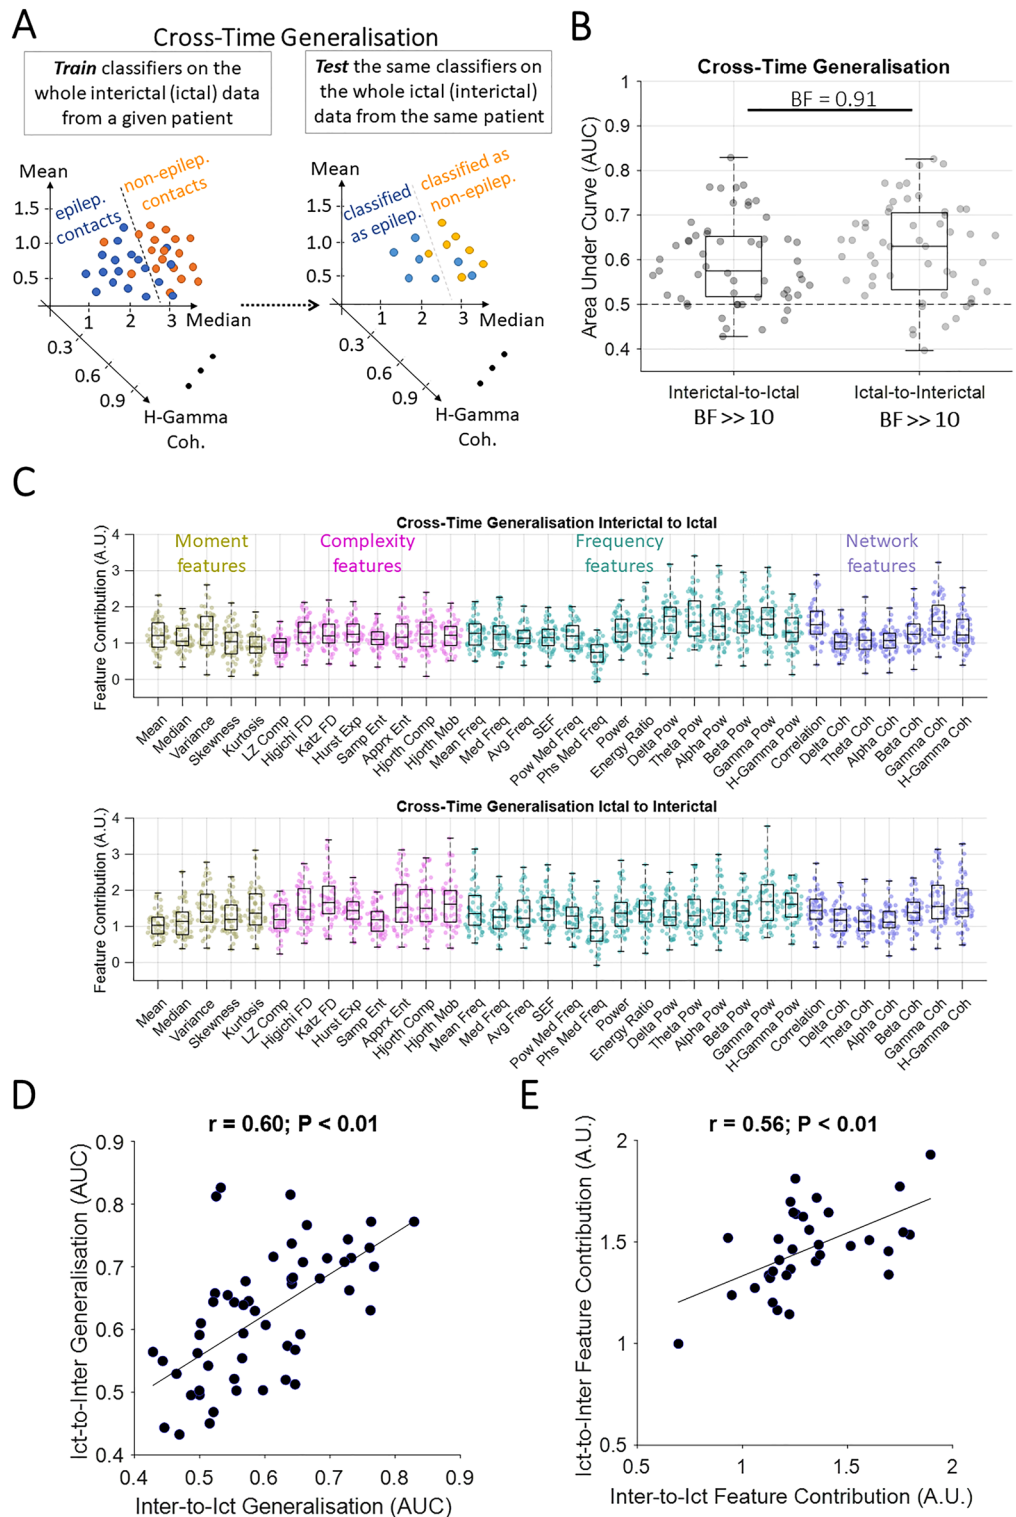 A
Cross-Time Generalisation
Train classifiers on the
whole interictal (ictal) data
from a given patient
Test the same classifiers on
the whole ictal (interictal)
data from the same patient
Mean
1.5
1.0
0.5
epilep.
contacts
non-epilep.
contacts
1
2
3
Median
0.3
0.6
0.9
H-Gamma
Coh.
Mean
1.5
1.0
0.5
classified
as epilep.
classified as
non-epilep.
1
2
3
Median
0.3
0.6
0.9
H-Gamma
Coh.
B
Cross-Time Generalisation
BF = 0.91
Area Under Curve (AUC)
1
0.9
0.8
0.7
0.6
0.5
0.4
Interictal-to-Ictal
BF >> 10
Ictal-to-Interictal
BF >> 10
C
Cross-Time Generalisation Interictal to Ictal
Feature Contribution (A.U.)
4
3
2
1
0
Moment
features
Complexity
features
Frequency
features
Network
features
Mean
Median
Variance
Skewness
Kurtosis
LZ Comp
Higichi FD
Katz FD
Hurst Exp
Samp Ent
Apprx Ent
Hjorth Comp
Hjorth Mob
Mean Freq
Med Freq
Avg Freq
SEF
Pow Med Freq
Phs Med Freq
Power
Energy Ratio
Delta Pow
Theta Pow
Alpha Pow
Beta Pow
Gamma Pow
H-Gamma Pow
Correlation
Delta Coh
Theta Coh
Alpha Coh
Beta Coh
Gamma Coh
H-Gamma Coh
Cross-Time Generalisation Ictal to Interictal
Feature Contribution (A.U.)
4
3
2
1
0
Mean
Median
Variance
Skewness
Kurtosis
LZ Comp
Higichi FD
Katz FD
Hurst Exp
Samp Ent
Apprx Ent
Hjorth Comp
Hjorth Mob
Mean Freq
Med Freq
Avg Freq
SEF
Pow Med Freq
Phs Med Freq
Power
Energy Ratio
Delta Pow
Theta Pow
Alpha Pow
Beta Pow
Gamma Pow
H-Gamma Pow
Correlation
Delta Coh
Theta Coh
Alpha Coh
Beta Coh
Gamma Coh
H-Gamma Coh
D
r = 0.60; P < 0.01
Ict-to-Inter Generalisation (AUC)
0.9
0.8
0.7
0.6
0.5
0.4
0.4
0.5
0.6
0.7
0.8
0.9
Inter-to-Ict Generalisation (AUC)
E
r = 0.56; P < 0.01
Ict-to-Inter Feature Contribution (A.U.)
2
1.5
1
0.5
0.5
1
1.5
2
Inter-to-Ict Feature Contribution (A.U.)